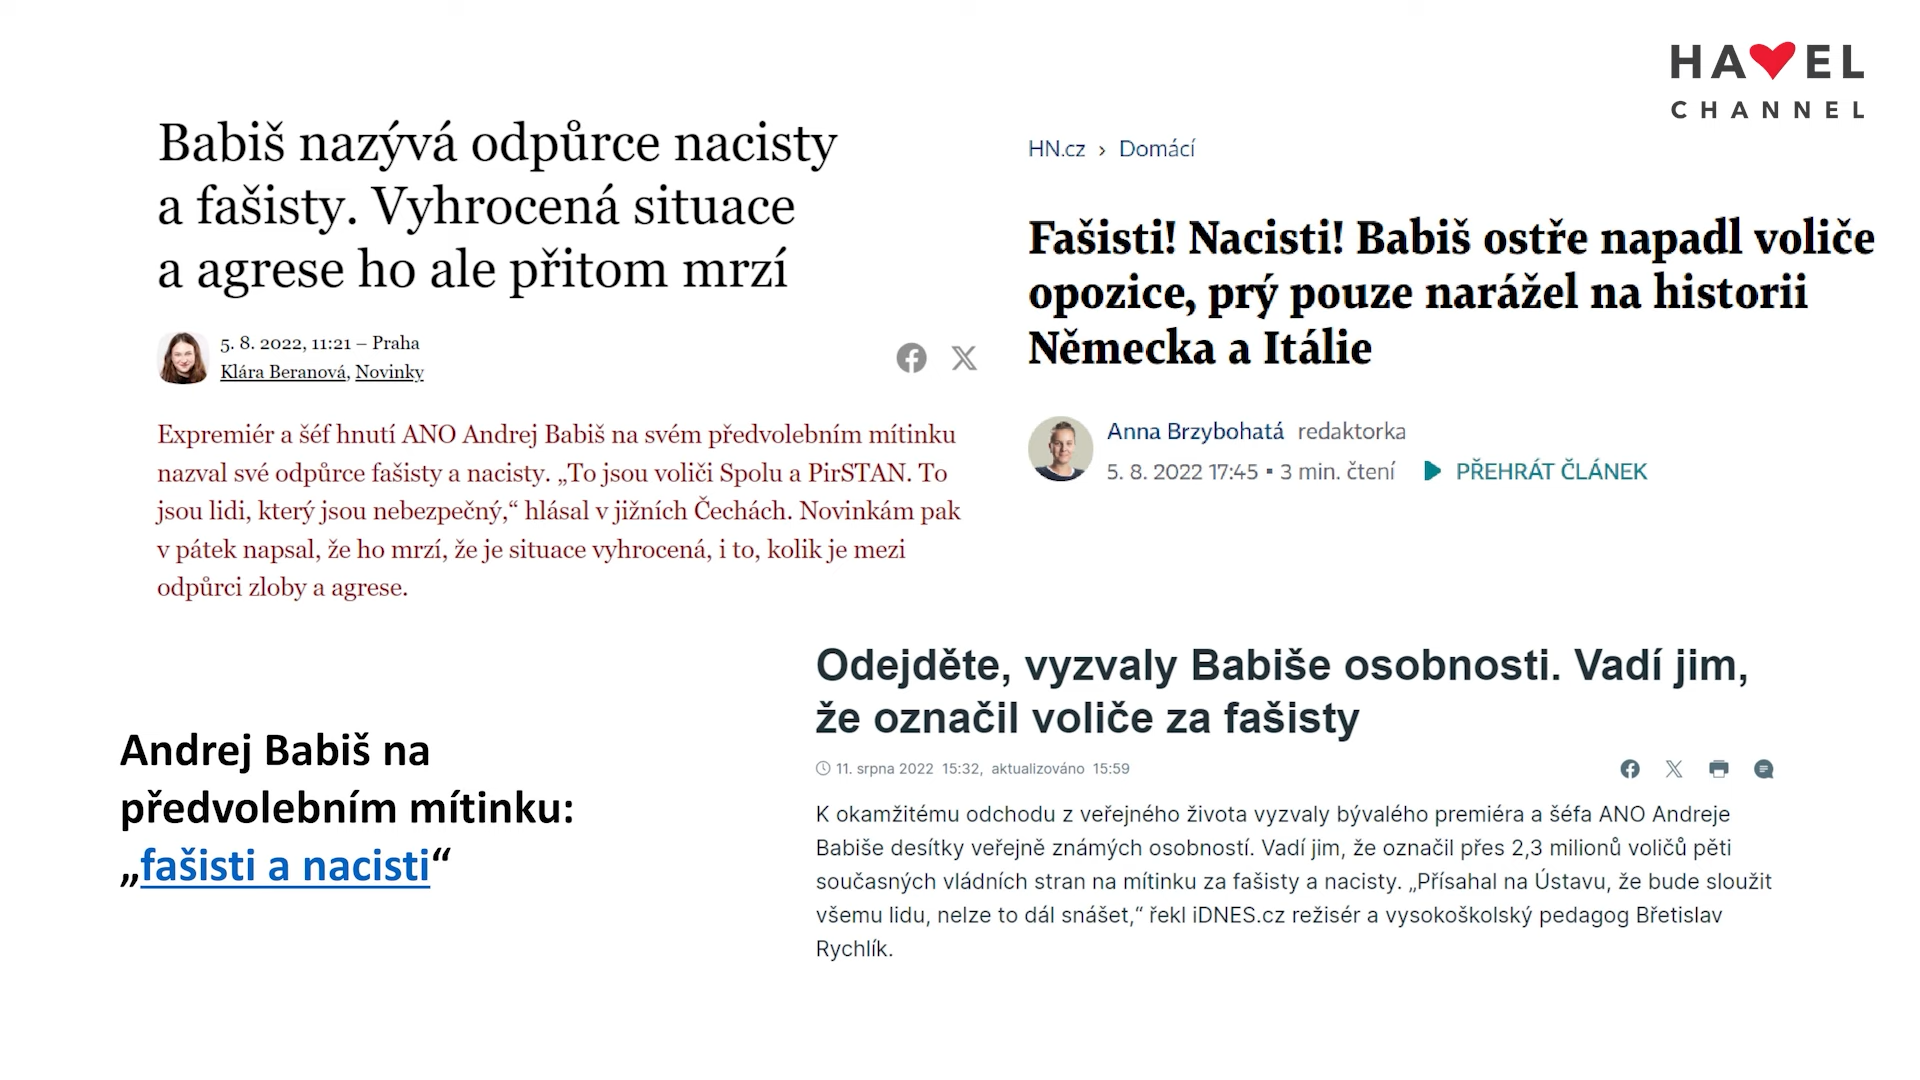 HAVEL
CHANNEL
Babiš nazývá odpůrce nacisty
a fašisty. Vyhrocená situace
a agrese ho ale přitom mrzí
5. 8. 2022, 11:21 – Praha
Klára Beranová, Novinky
Expremiér a šéf hnutí ANO Andrej Babiš na svém předvolebním mítinku
nazval své odpůrce fašisty a nacisty. „To jsou voliči Spolu a PirSTAN. To
jsou lidi, který jsou nebezpečný,“ hlásal v jižních Čechách. Novinkám pak
v pátek napsal, že ho mrzí, že je situace vyhrocená, i to, kolik je mezi
odpůrci zloby a agrese.
HN.cz › Domácí
Fašisti! Nacisti! Babiš ostře napadl voliče
opozice, prý pouze narážel na historii
Německa a Itálie
Anna Brzybohatá redaktorka
5. 8. 2022 17:45 ▪ 3 min. čtení PŘEHRÁT ČLÁNEK
Andrej Babiš na
předvolebním mítinku:
„fašisti a nacisti“
Odejděte, vyzvaly Babiše osobnosti. Vadí jim,
že označil voliče za fašisty
11. srpna 2022 15:32, aktualizováno 15:59
K okamžitému odchodu z veřejného života vyzvaly bývalého premiéra a šéfa ANO Andreje
Babiše desítky veřejně známých osobností. Vadí jim, že označil přes 2,3 milionů voličů pěti
současných vládních stran na mítinku za fašisty a nacisty. „Přísahal na Ústavu, že bude sloužit
všemu lidu, nelze to dál snášet,“ řekl iDNES.cz režisér a vysokoškolský pedagog Břetislav
Rychlík.